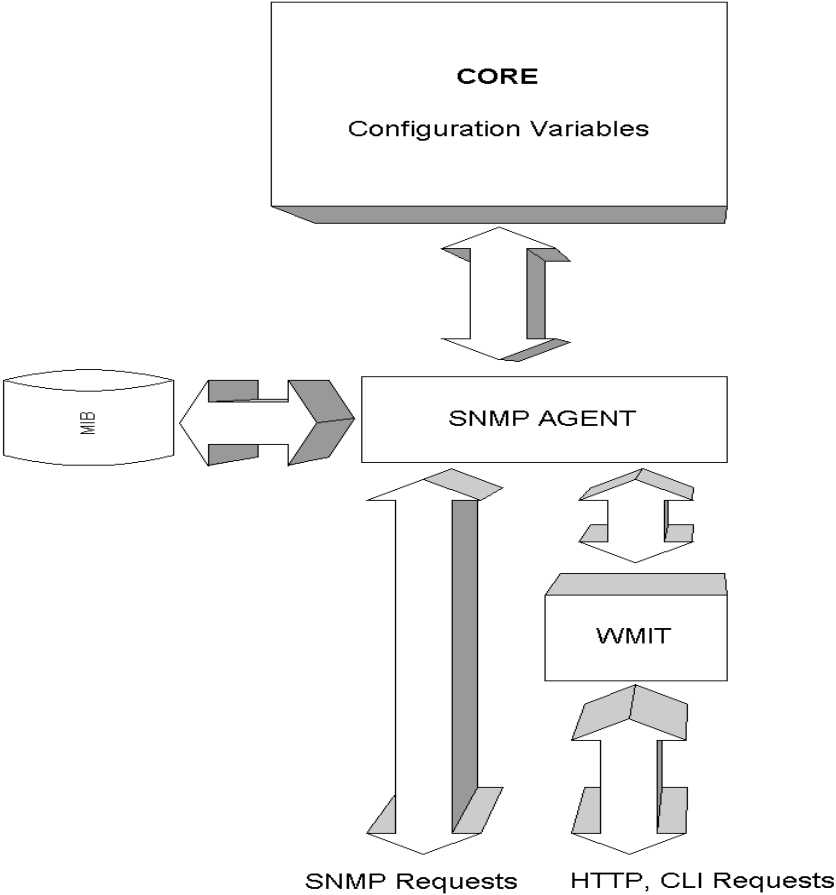 CORE
Configuration Variables
MIB
SNMP AGENT
WMIT
SNMP Requests
HTTP, CLI Requests